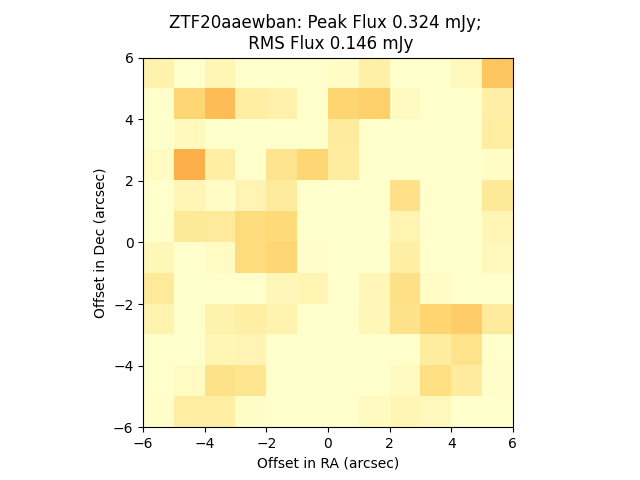 ZTF20aaewban: Peak Flux 0.324 mJy;
RMS Flux 0.146 mJy
6
4
2
0
−2
−4
−6
Offset in Dec (arcsec)
−6 −4 −2 0 2 4 6
Offset in RA (arcsec)